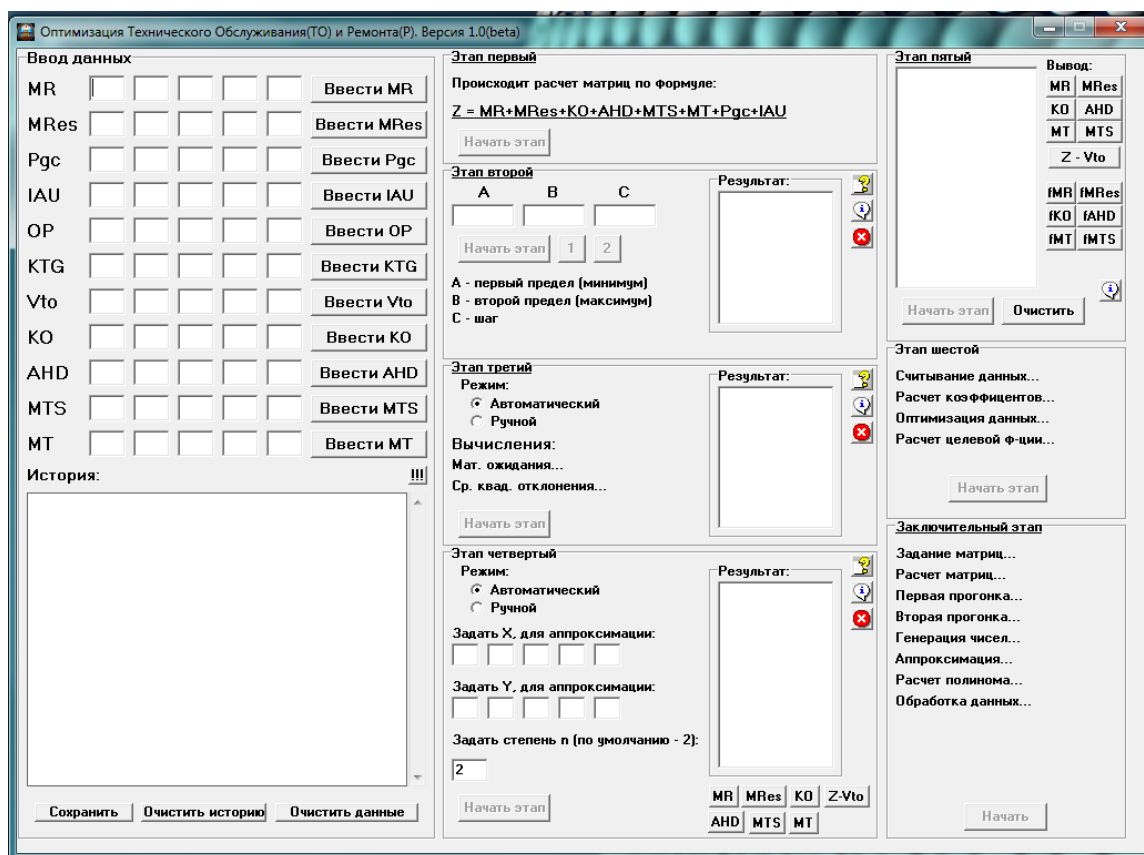 Оптимизация Технического Обслуживания(ТО) и Ремонта(Р). Версия 1.0(beta)
Ввод данных
MR Ввести MR
MRes Ввести MRes
Pgc Ввести Pgc
IAU Ввести IAU
OP Ввести OP
KTG Ввести KTG
Vto Ввести Vto
KO Ввести KO
AHD Ввести AHD
MTS Ввести MTS
MT Ввести MT
История: !!!
Сохранить Очистить историю Очистить данные
Этап первый
Происходит расчет матриц по формуле:
Z = MR+MRes+KO+AHD+MTS+MT+Pgc+IAU
Начать этап
Этап второй
A B C
Начать этап 1 2
A - первый предел (минимум)
B - второй предел (максимум)
C - шаг
Результат:
Этап третий
Режим:
Автоматический
Ручной
Вычисления:
Мат. ожидания...
Ср. квад. отклонения...
Начать этап
Результат:
Этап четвертый
Режим:
Автоматический
Ручной
Задать X, для аппроксимации:
Задать Y, для аппроксимации:
Задать степень n (по умолчанию - 2):
2
Начать этап
Результат:
MR MRes KO Z-Vto
AHD MTS MT
Этап пятый
Вывод:
MR MRes
KO AHD
MT MTS
Z - Vto
fMR fMRes
fKO fAHD
fMT fMTS
Начать этап Очистить
Этап шестой
Считывание данных...
Расчет коэффицентов...
Оптимизация данных...
Расчет целевой ф-ции...
Начать этап
Заключительный этап
Задание матриц...
Расчет матриц...
Первая прогонка...
Вторая прогонка...
Генерация чисел...
Аппроксимация...
Расчет полинома...
Обработка данных...
Начать